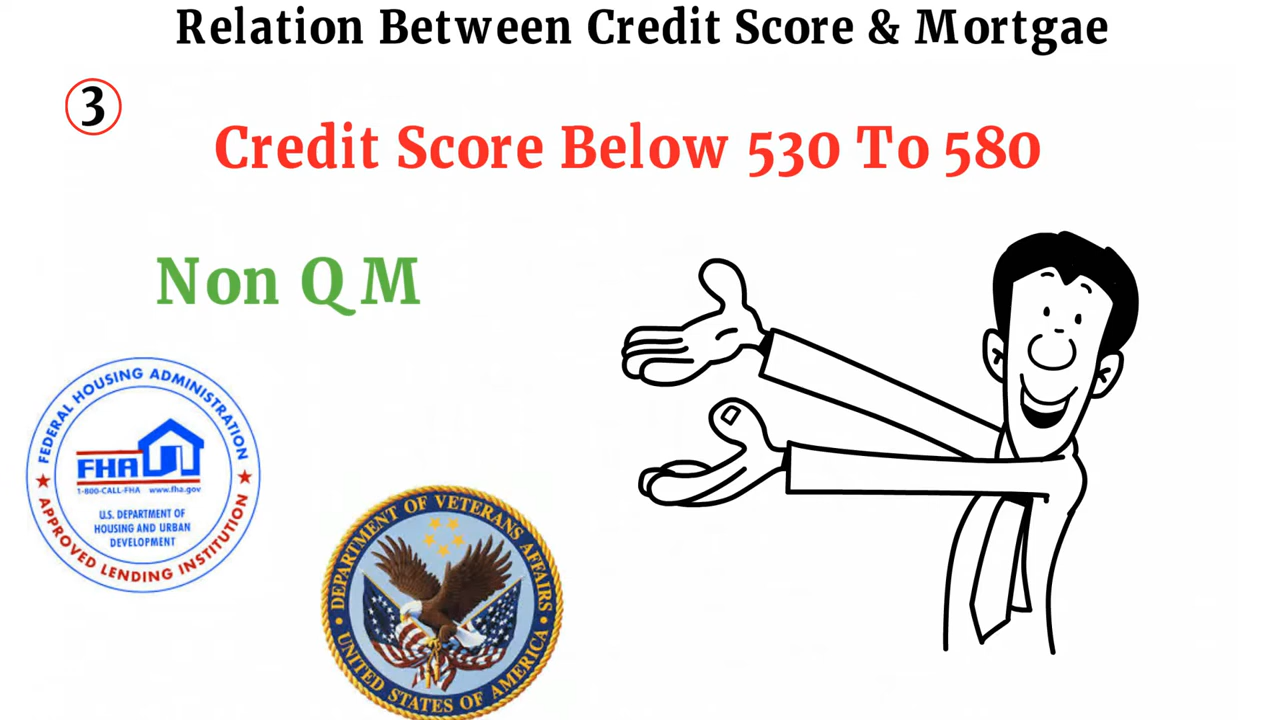 Relation Between Credit Score & Mortgae
3
Credit Score Below 530 To 580
Non QM
FEDERAL HOUSING ADMINISTRATION
FHA
1-800-CALL-FHA www.fha.gov
U.S. DEPARTMENT OF
HOUSING AND URBAN
DEVELOPMENT
APPROVED LENDING INSTITUTION
DEPARTMENT OF VETERANS AFFAIRS
UNITED STATES OF AMERICA